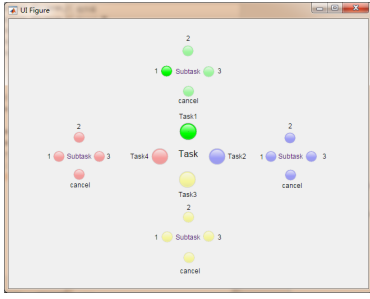 UI Figure
2
1 Subtask 3
cancel
Task1
2
1 Subtask 3
cancel
Task4 Task Task2
2
1 Subtask 3
cancel
Task3
2
1 Subtask 3
cancel